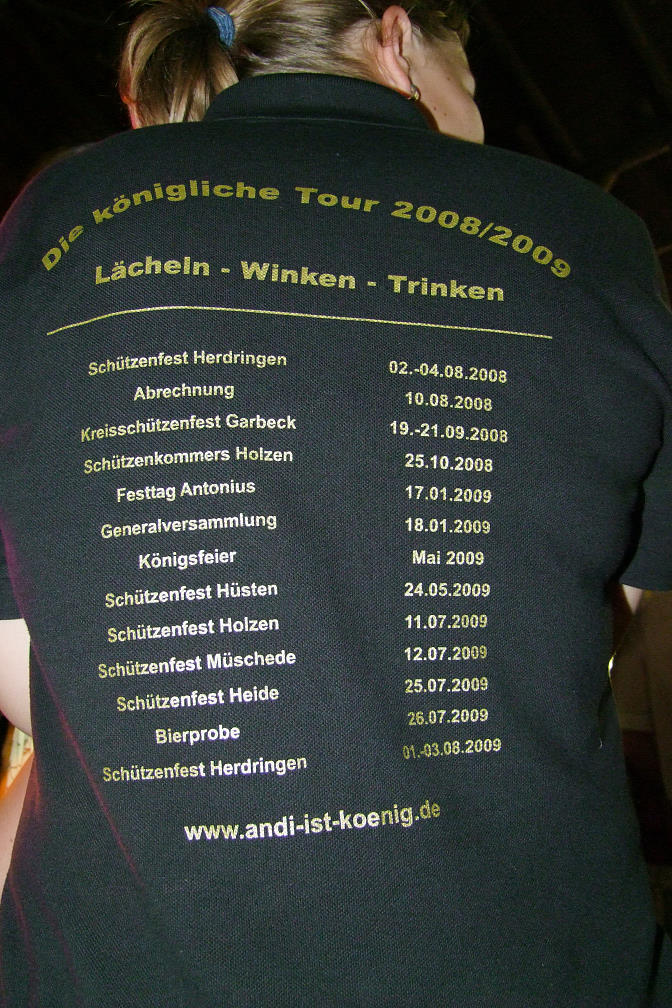 Die königliche Tour 2008/2009
Lächeln - Winken - Trinken
Schützenfest Herdringen 02.-04.08.2008
Abrechnung 10.08.2008
Kreisschützenfest Garbeck 19.-21.09.2008
Schützenkommers Holzen 25.10.2008
Festtag Antonius 17.01.2009
Generalversammlung 18.01.2009
Königsfeier Mai 2009
Schützenfest Hüsten 24.05.2009
Schützenfest Holzen 11.07.2009
Schützenfest Müschede 12.07.2009
Schützenfest Heide 25.07.2009
Bierprobe 26.07.2009
Schützenfest Herdringen 01.-03.08.2009
www.andi-ist-koenig.de